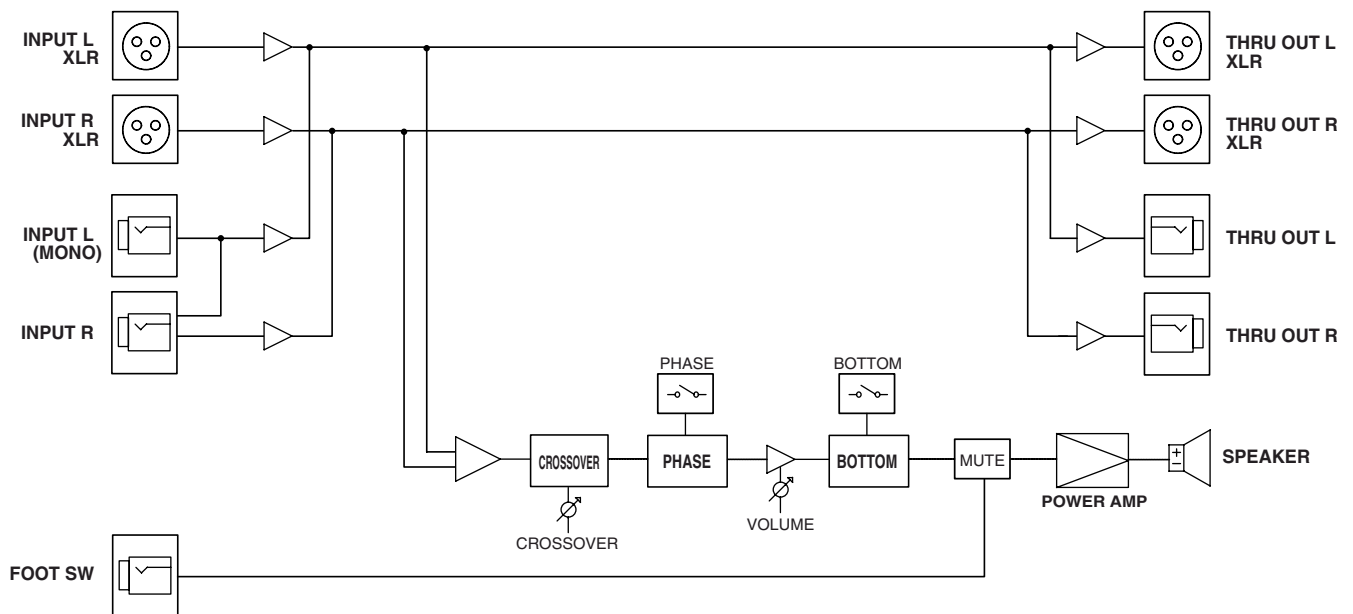 INPUT L
XLR
THRU OUT L
XLR
INPUT R
XLR
THRU OUT R
XLR
INPUT L
(MONO)
THRU OUT L
INPUT R
THRU OUT R
PHASE
BOTTOM
CROSSOVER
PHASE
BOTTOM
MUTE
+
−
SPEAKER
POWER AMP
VOLUME
CROSSOVER
FOOT SW